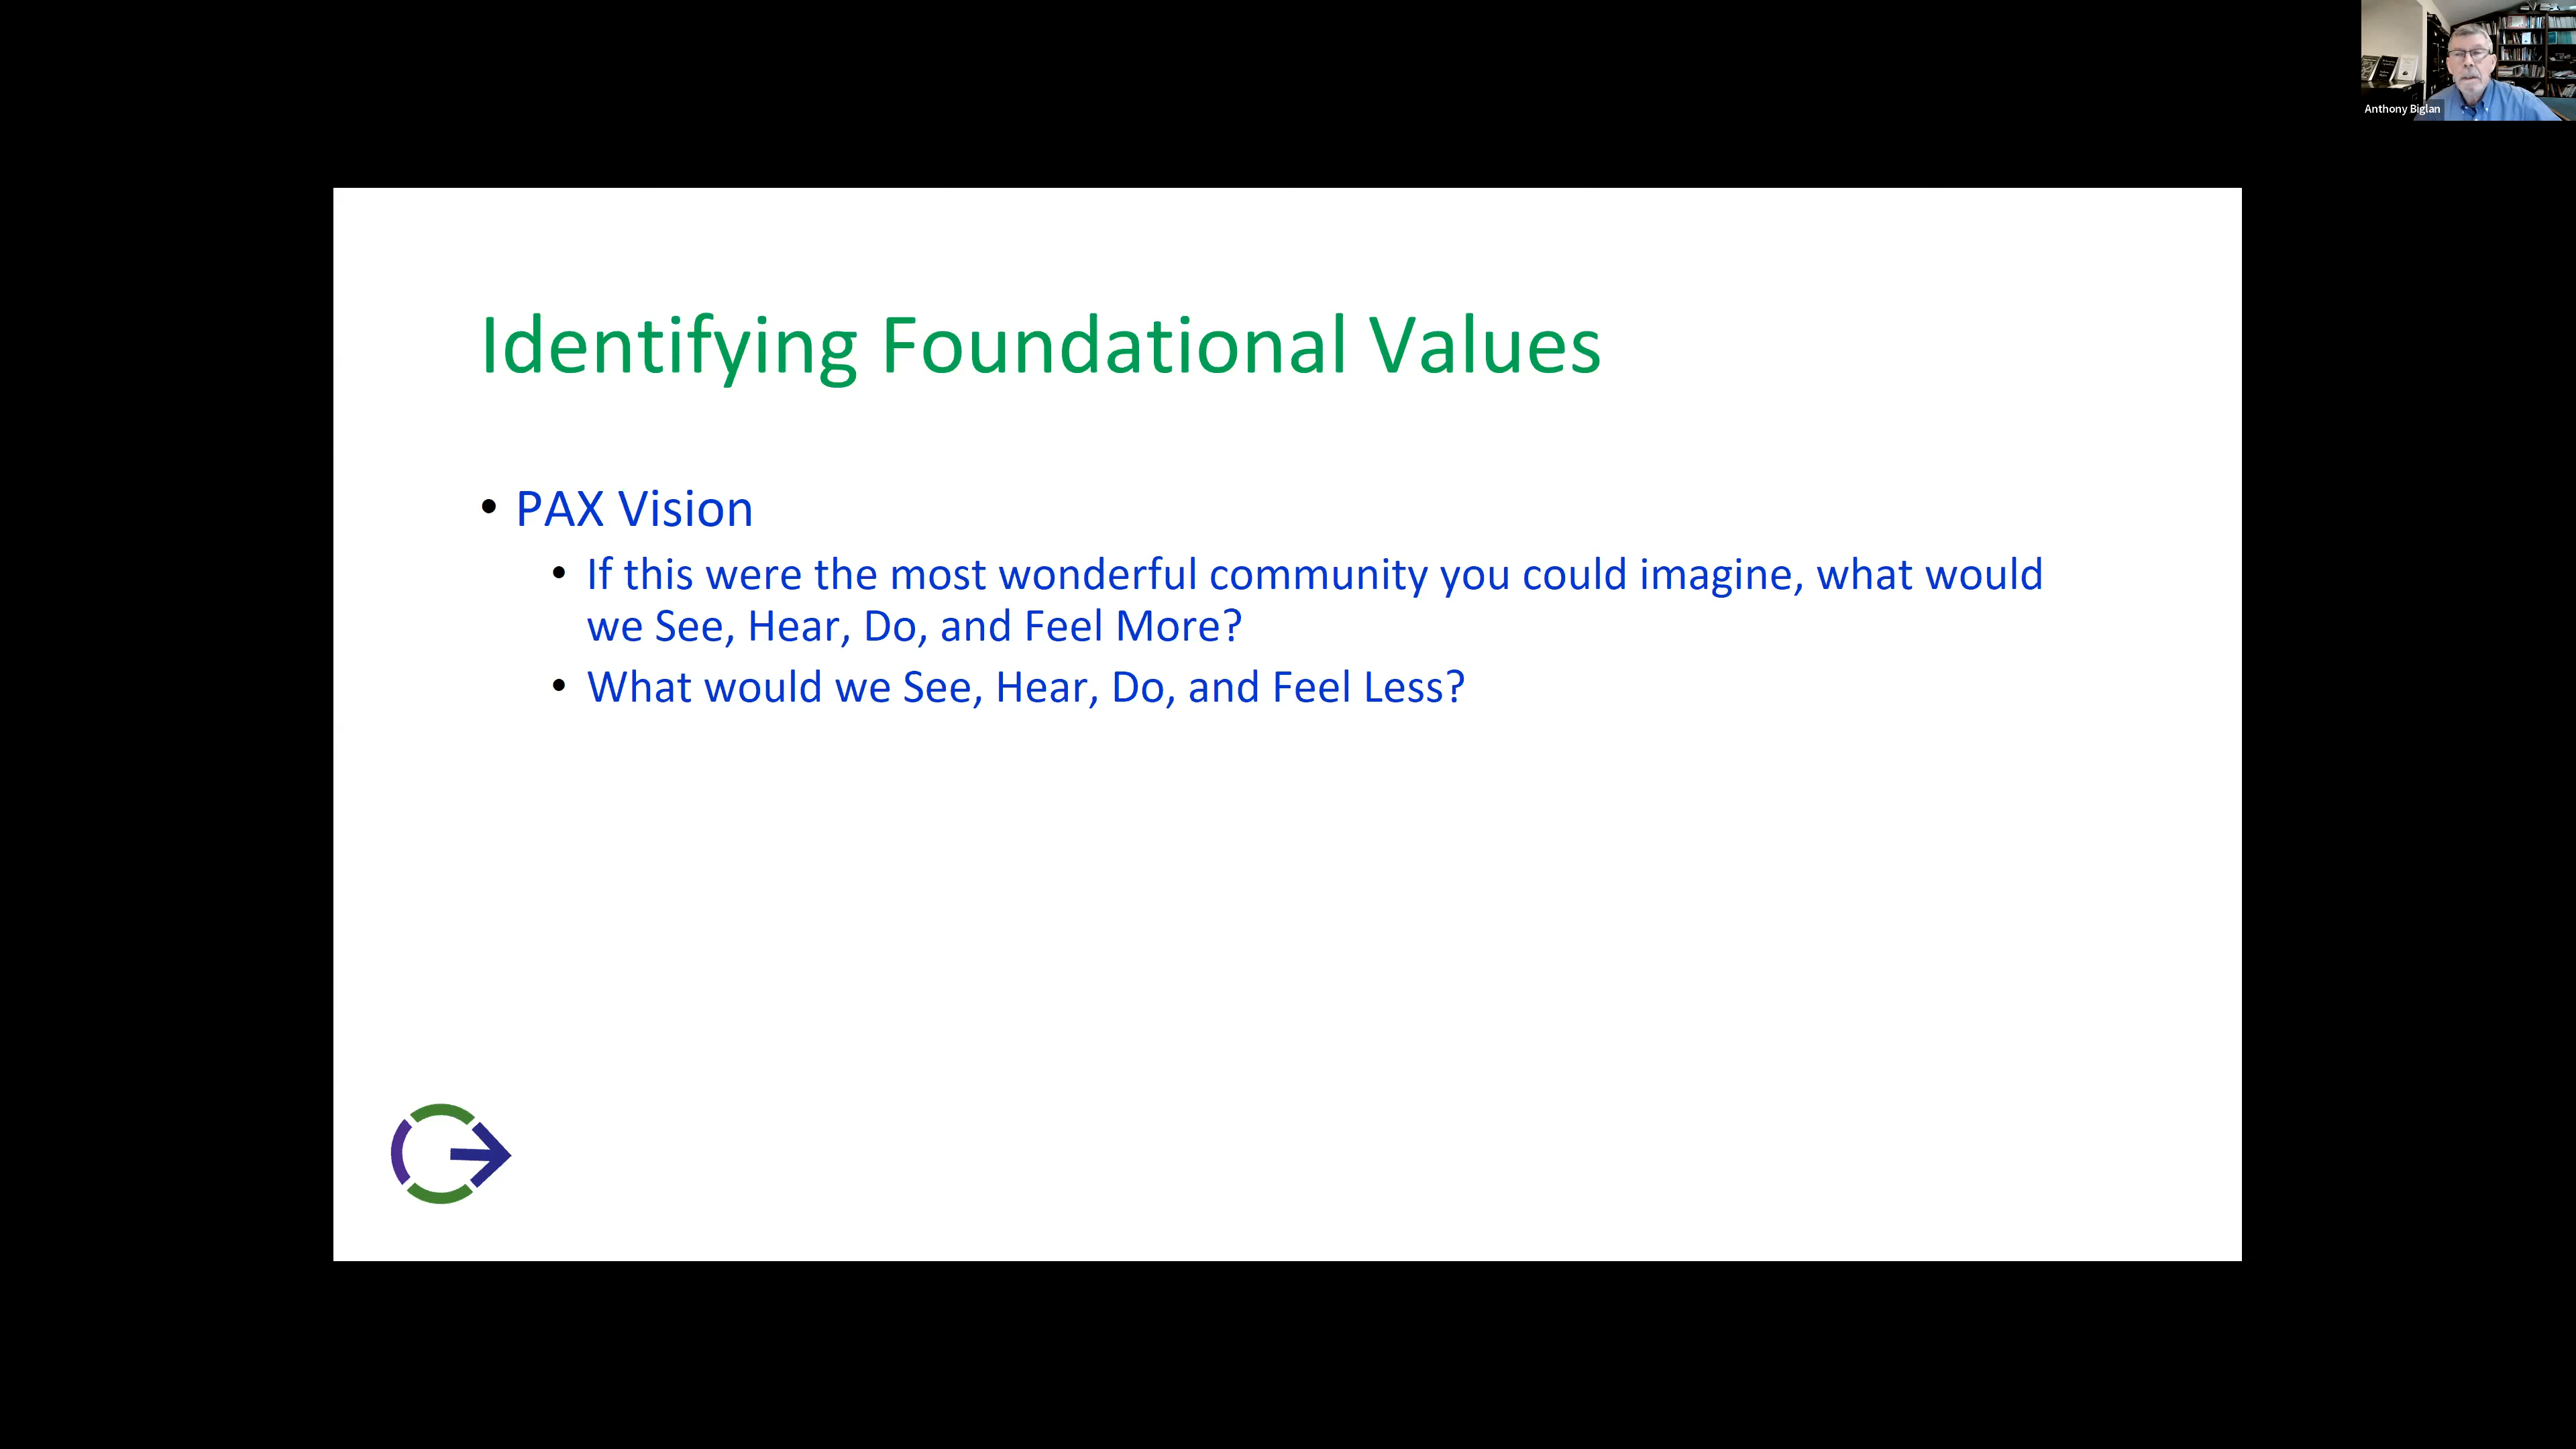 Anthony Biglan
Identifying Foundational Values
• PAX Vision
• If this were the most wonderful community you could imagine, what would
we See, Hear, Do, and Feel More?
• What would we See, Hear, Do, and Feel Less?